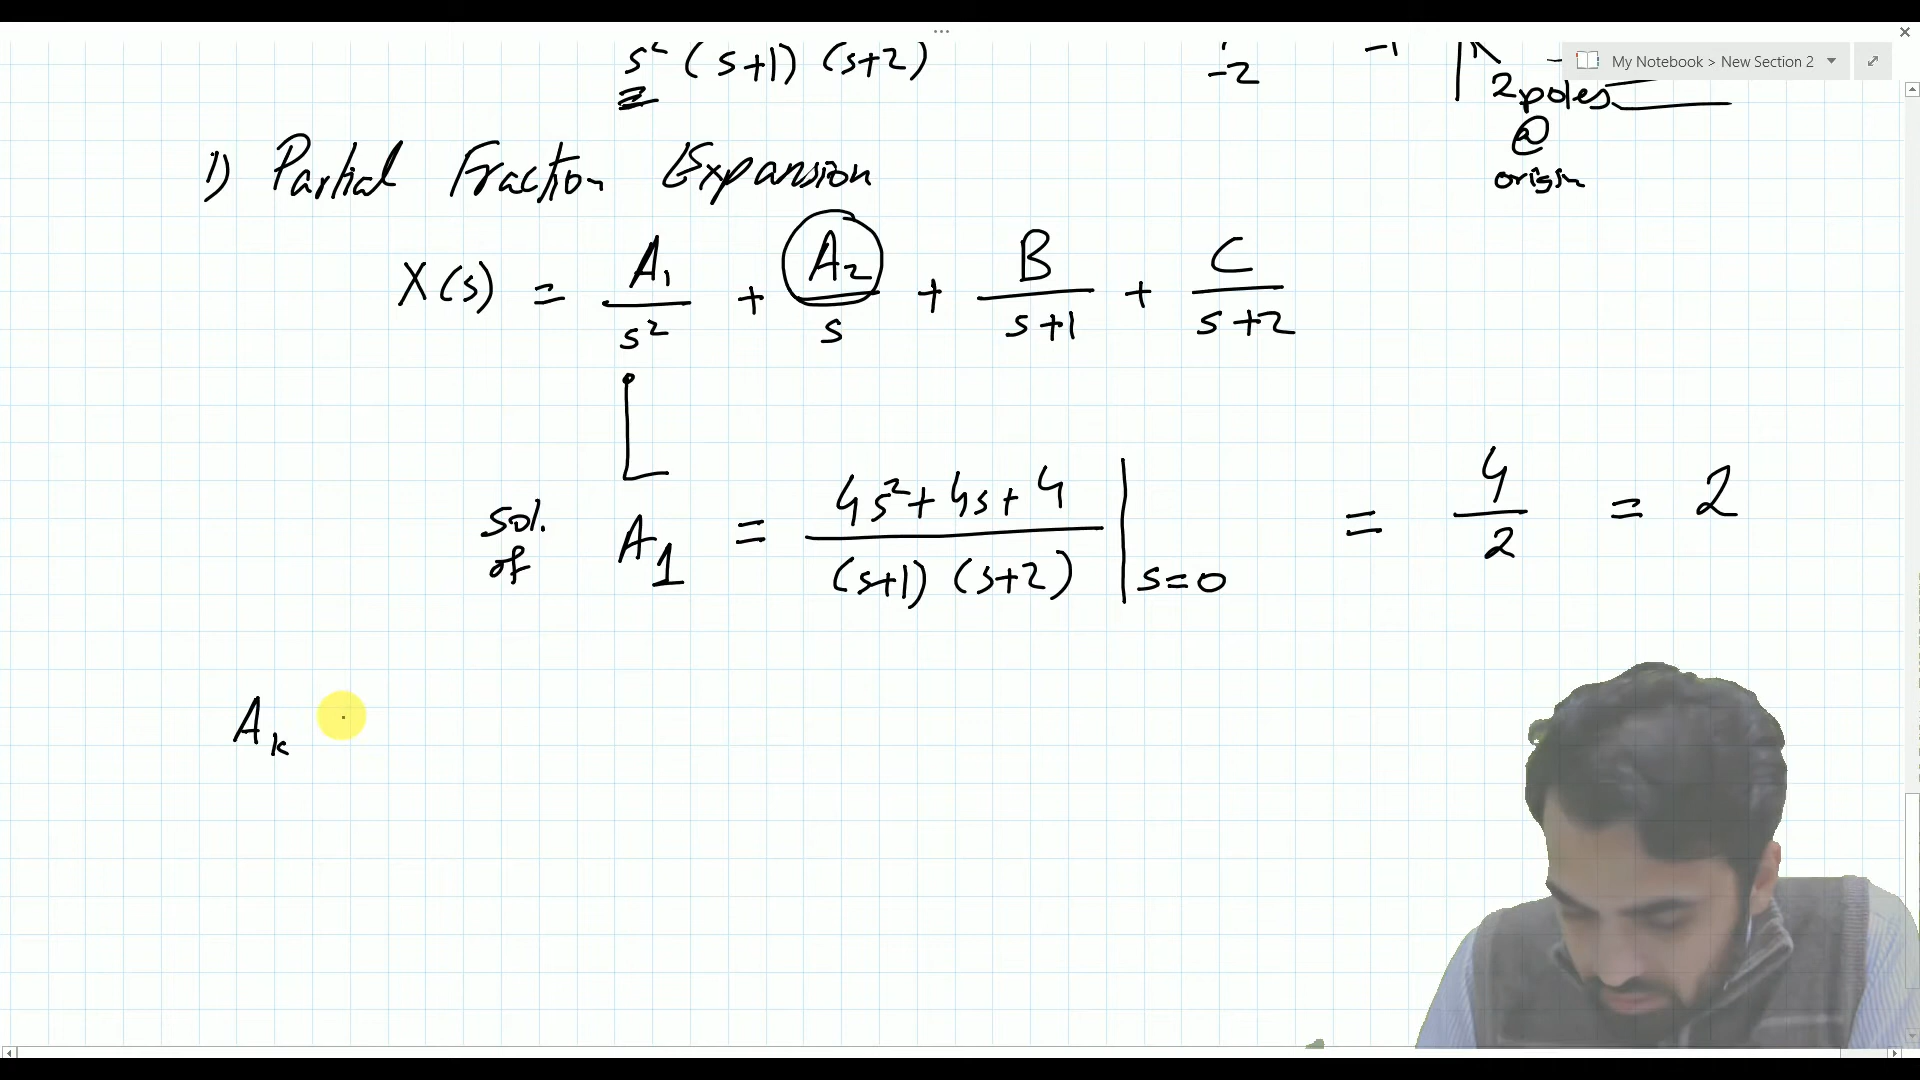 My Notebook > New Section 2
s² (s+1) (s+2)
-2 -1
2 poles
@
origin
1) Partial Fraction Expansion
X(s) = A₁/s² + A₂/s + B/(s+1) + C/(s+2)
sol. of A₁ = (4s²+4s+4)/((s+1) (s+2)) |s=0 = 4/2 = 2
Aₖ